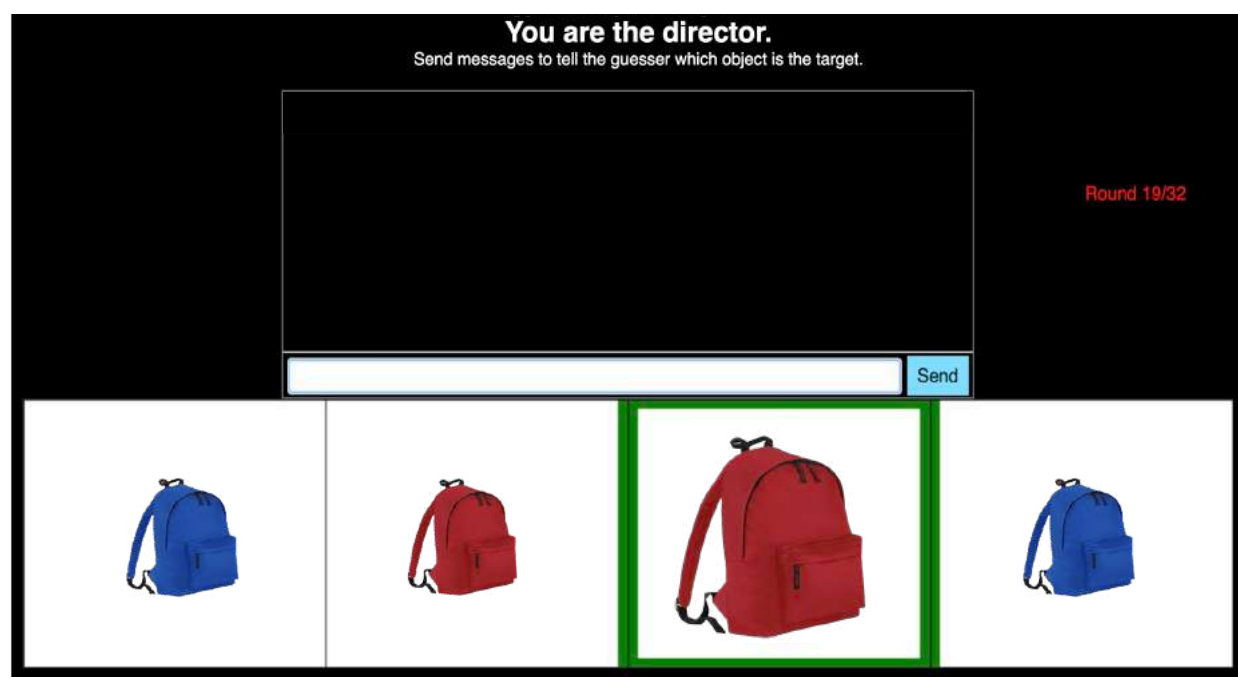 You are the director.
Send messages to tell the guesser which object is the target.
Round 19/32
Send